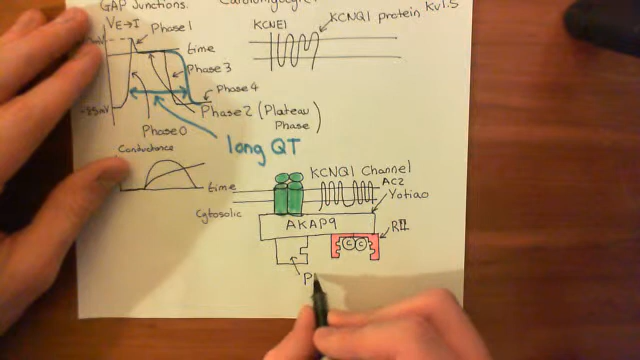 GAP Junctions.
VE→I
Phase 1
time
Phase 3
Phase 4
-85mV
Phase 2 (Plateau Phase)
Phase 0
long QT
Conductance
time
KCNE1
KCNQ1 protein Kv1.5
KCNQ1 Channel
AC2
Yotiao
Cytosolic
AKAP9
RII
C C
P